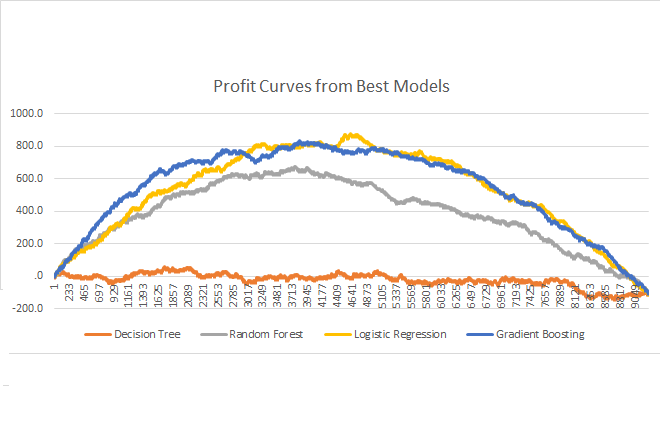 Profit Curves from Best Models
1000.0
800.0
600.0
400.0
200.0
.0
-200.0
1 233 465 697 929 1161 1393 1625 1857 2089 2321 2553 2785 3017 3249 3481 3713 3945 4177 4409 4641 4873 5105 5337 5569 5801 6033 6265 6497 6729 6961 7193 7425 7657 7889 8121 8353 8585 8817 9049
Decision Tree Random Forest Logistic Regression Gradient Boosting